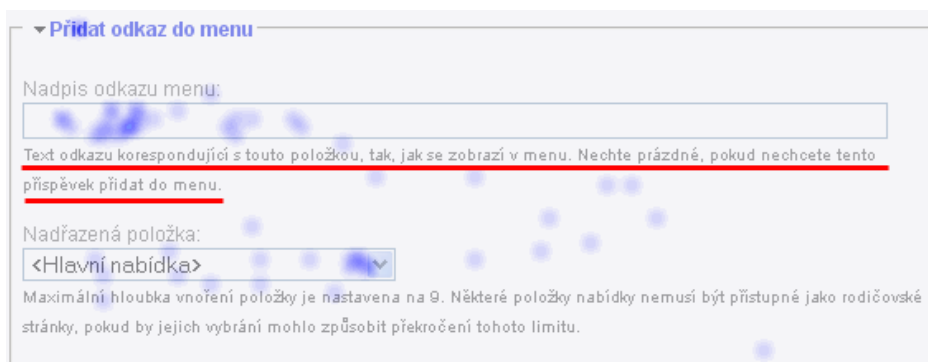 Přidat odkaz do menu
Nadpis odkazu menu:
Text odkazu korespondující s touto položkou, tak, jak se zobrazí v menu. Nechte prázdné, pokud nechcete tento
příspěvek přidat do menu.
Nadřazená položka:
<Hlavní nabídka>
Maximální hloubka vnoření položky je nastavena na 9. Některé položky nabídky nemusí být přístupné jako rodičovské
stránky, pokud by jejich vybrání mohlo způsobit překročení tohoto limitu.